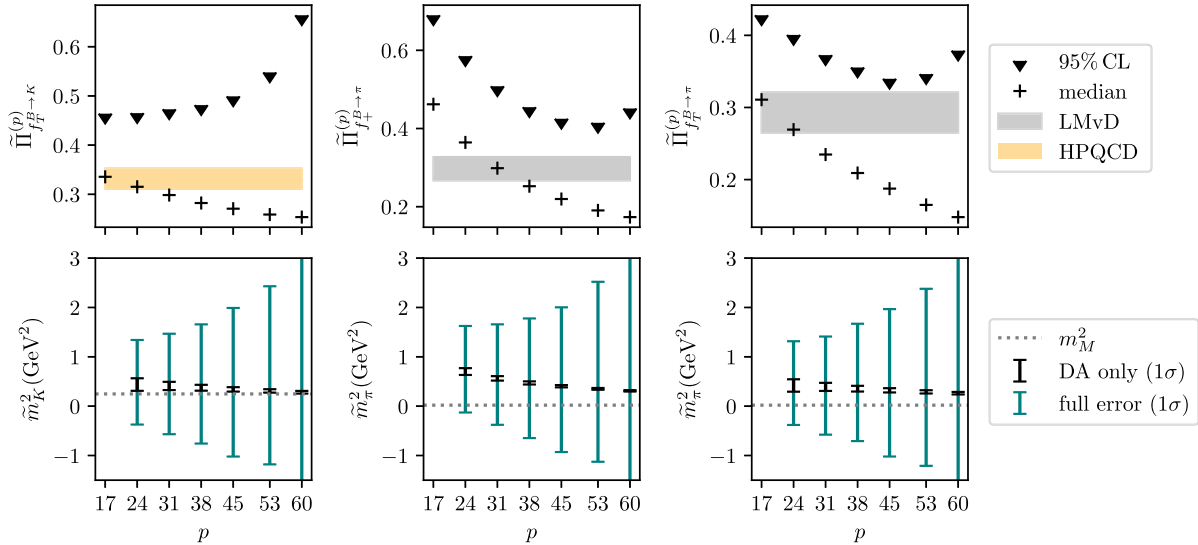 0.6
0.5
0.4
0.3
Π̃^(p)_{f_T^{B→K}}
0.6
0.4
0.2
Π̃^(p)_{f_+^{B→π}}
0.4
0.3
0.2
Π̃^(p)_{f_T^{B→π}}
95% CL
median
LMvD
HPQCD
3
2
1
0
−1
m̃²_K(GeV²)
17 24 31 38 45 53 60
p
3
2
1
0
−1
m̃²_π(GeV²)
17 24 31 38 45 53 60
p
3
2
1
0
−1
m̃²_π(GeV²)
17 24 31 38 45 53 60
p
m²_M
DA only (1σ)
full error (1σ)